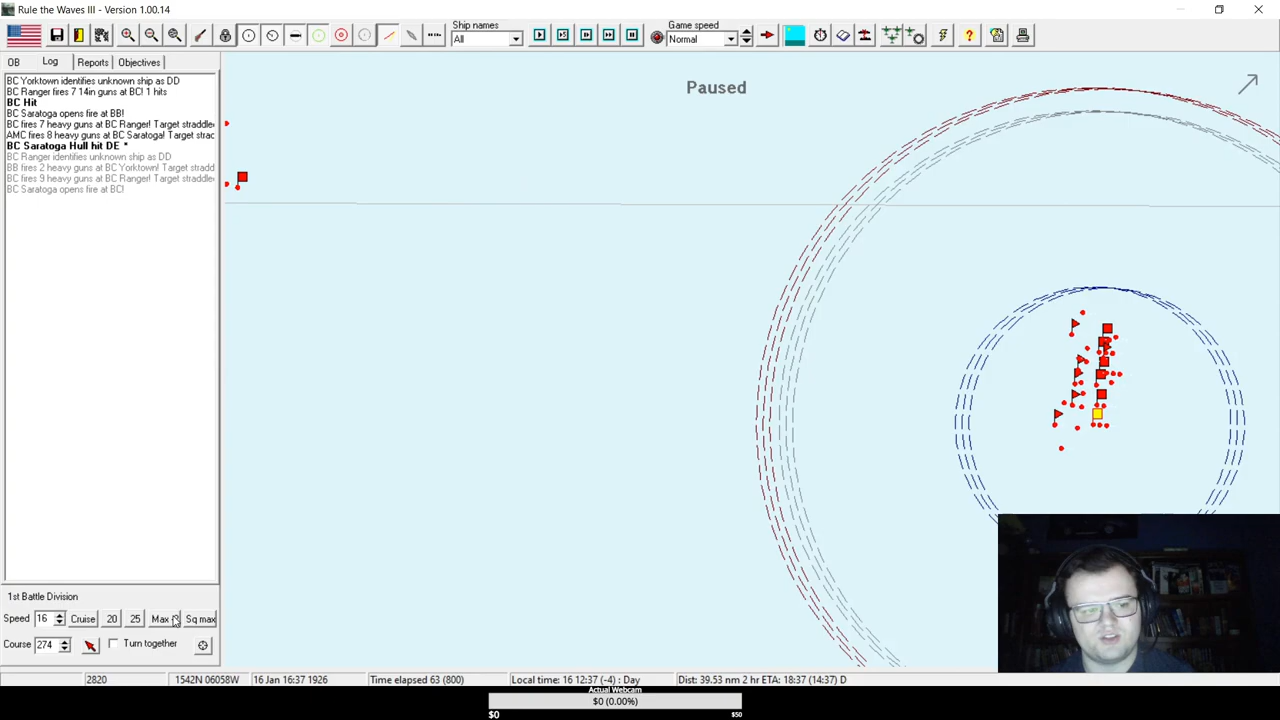 Rule the Waves III - Version 1.00.14
Ship names
All
Game speed
Normal
OB
Log
Reports
Objectives
BC Yorktown identifies unknown ship as DD
BC Ranger fires 7 14in guns at BC! 1 hits
BC Hit
BC Saratoga opens fire at BB!
BC fires 7 heavy guns at BC Ranger! Target straddle
AMC fires 8 heavy guns at BC Saratoga! Target strac
BC Saratoga Hull hit DE *
BC Ranger identifies unknown ship as DD
BB fires 2 heavy guns at BC Yorktown! Target stradd
BC fires 9 heavy guns at BC Ranger! Target straddle
BC Saratoga opens fire at BC!
Paused
1st Battle Division
Speed 16 Cruise 20 25 Max Sq max
Course 274 Turn together
2820
1542N 06058W
16 Jan 16:37 1926
Time elapsed 63 (800)
Local time: 16 12:37 (-4) : Day
Dist: 39.53 nm 2 hr ETA: 18:37 (14:37) D
Actual Webcam
$0 (0.00%)
$0
$50